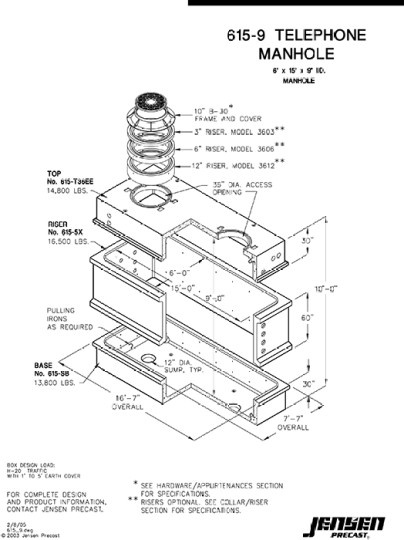 615-9 TELEPHONE
MANHOLE
6' x 15' x 9' I.D.
MANHOLE
10" B-30*
FRAME AND COVER
3" RISER, MODEL 3603**
6" RISER, MODEL 3606**
12" RISER, MODEL 3612**
TOP
No. 615-T36EE
14,800 LBS.
36" DIA. ACCESS
OPENING
RISER
No. 615-5X
16,500 LBS.
30"
6'-0"
15'-0"
9'-0"
10'-0"
60"
PULLING
IRONS
AS REQUIRED
12" DIA.
SUMP, TYP.
BASE
No. 615-SB
13,800 LBS.
30"
16'-7"
OVERALL
7'-7"
OVERALL
BOX DESIGN LOAD:
H-20 TRAFFIC
WITH 1' TO 5' EARTH COVER
FOR COMPLETE DESIGN
AND PRODUCT INFORMATION,
CONTACT JENSEN PRECAST.
* SEE HARDWARE/APPURTENANCES SECTION
FOR SPECIFICATIONS.
** RISERS OPTIONAL. SEE COLLAR/RISER
SECTION FOR SPECIFICATIONS.
615_9.dwg
© 2003 Jensen Precast
JENSEN
PRECAST